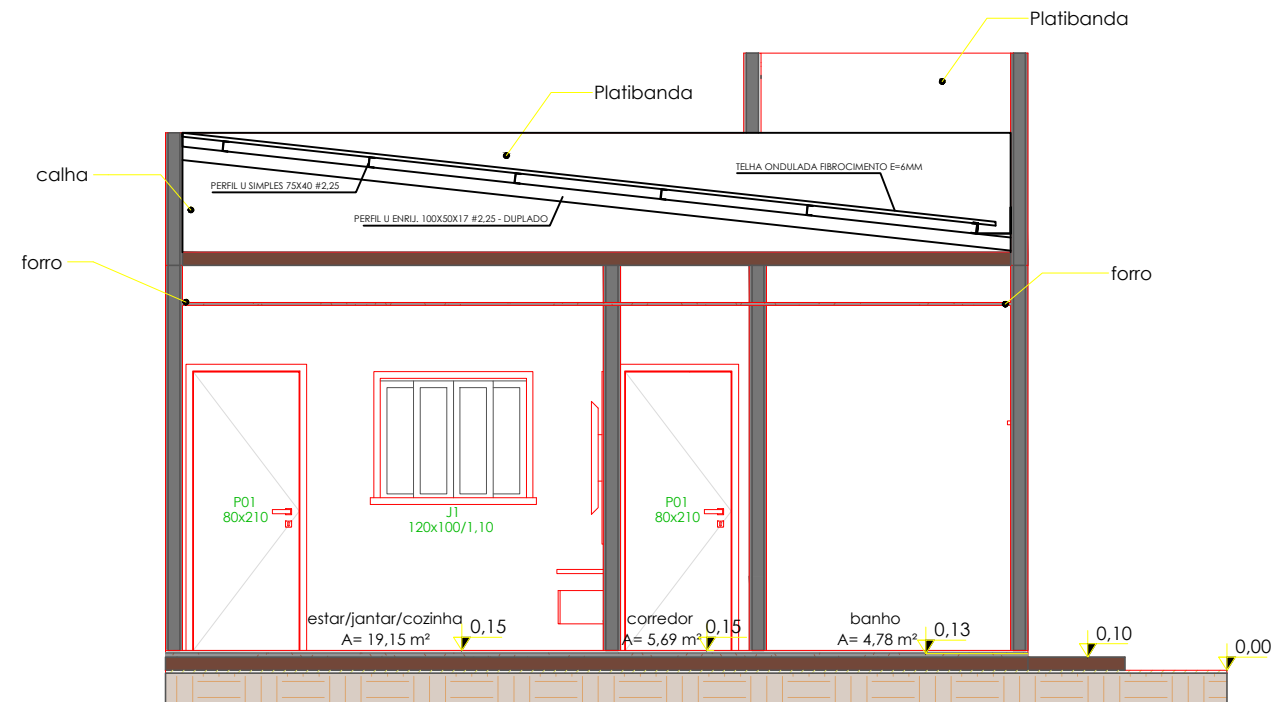 Platibanda
Platibanda
TELHA ONDULADA FIBROCIMENTO E=6MM
calha
PERFIL U SIMPLES 75X40 #2,25
PERFIL U ENRIJ. 100X50X17 #2,25 - DUPLADO
forro
forro
P01
80x210
J1
120x100/1,10
P01
80x210
estar/jantar/cozinha
A= 19,15 m²
0,15
corredor
A= 5,69 m²
0,15
banho
A= 4,78 m²
0,13
0,10
0,00